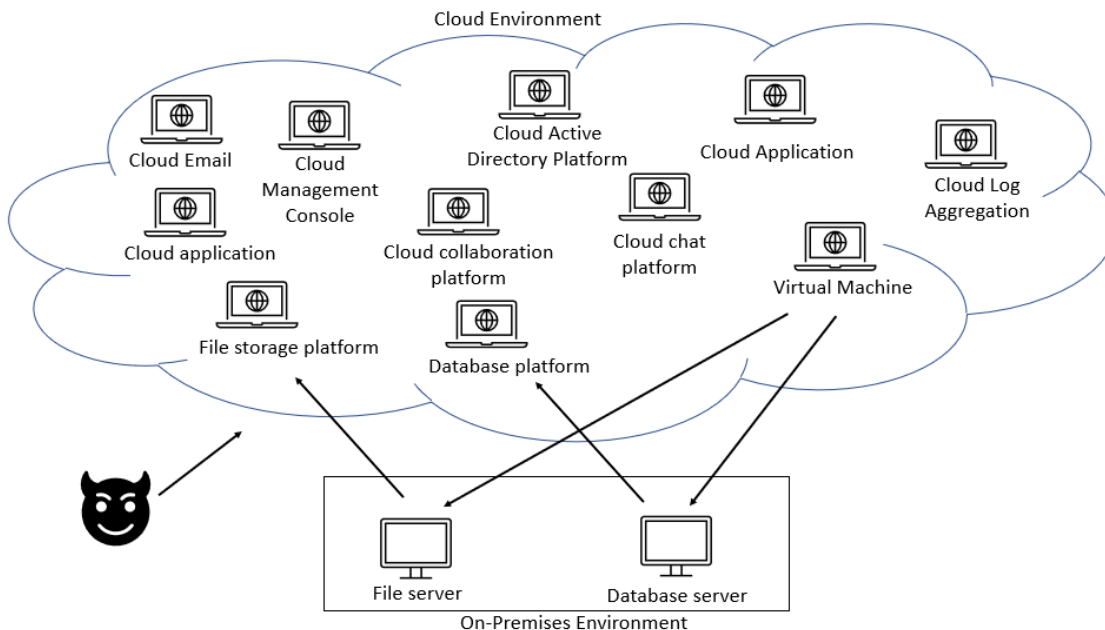 Cloud Environment
Cloud Email
Cloud
Management
Console
Cloud Active
Directory Platform
Cloud Application
Cloud Log
Aggregation
Cloud application
Cloud collaboration
platform
Cloud chat
platform
Virtual Machine
File storage platform
Database platform
File server
Database server
On-Premises Environment